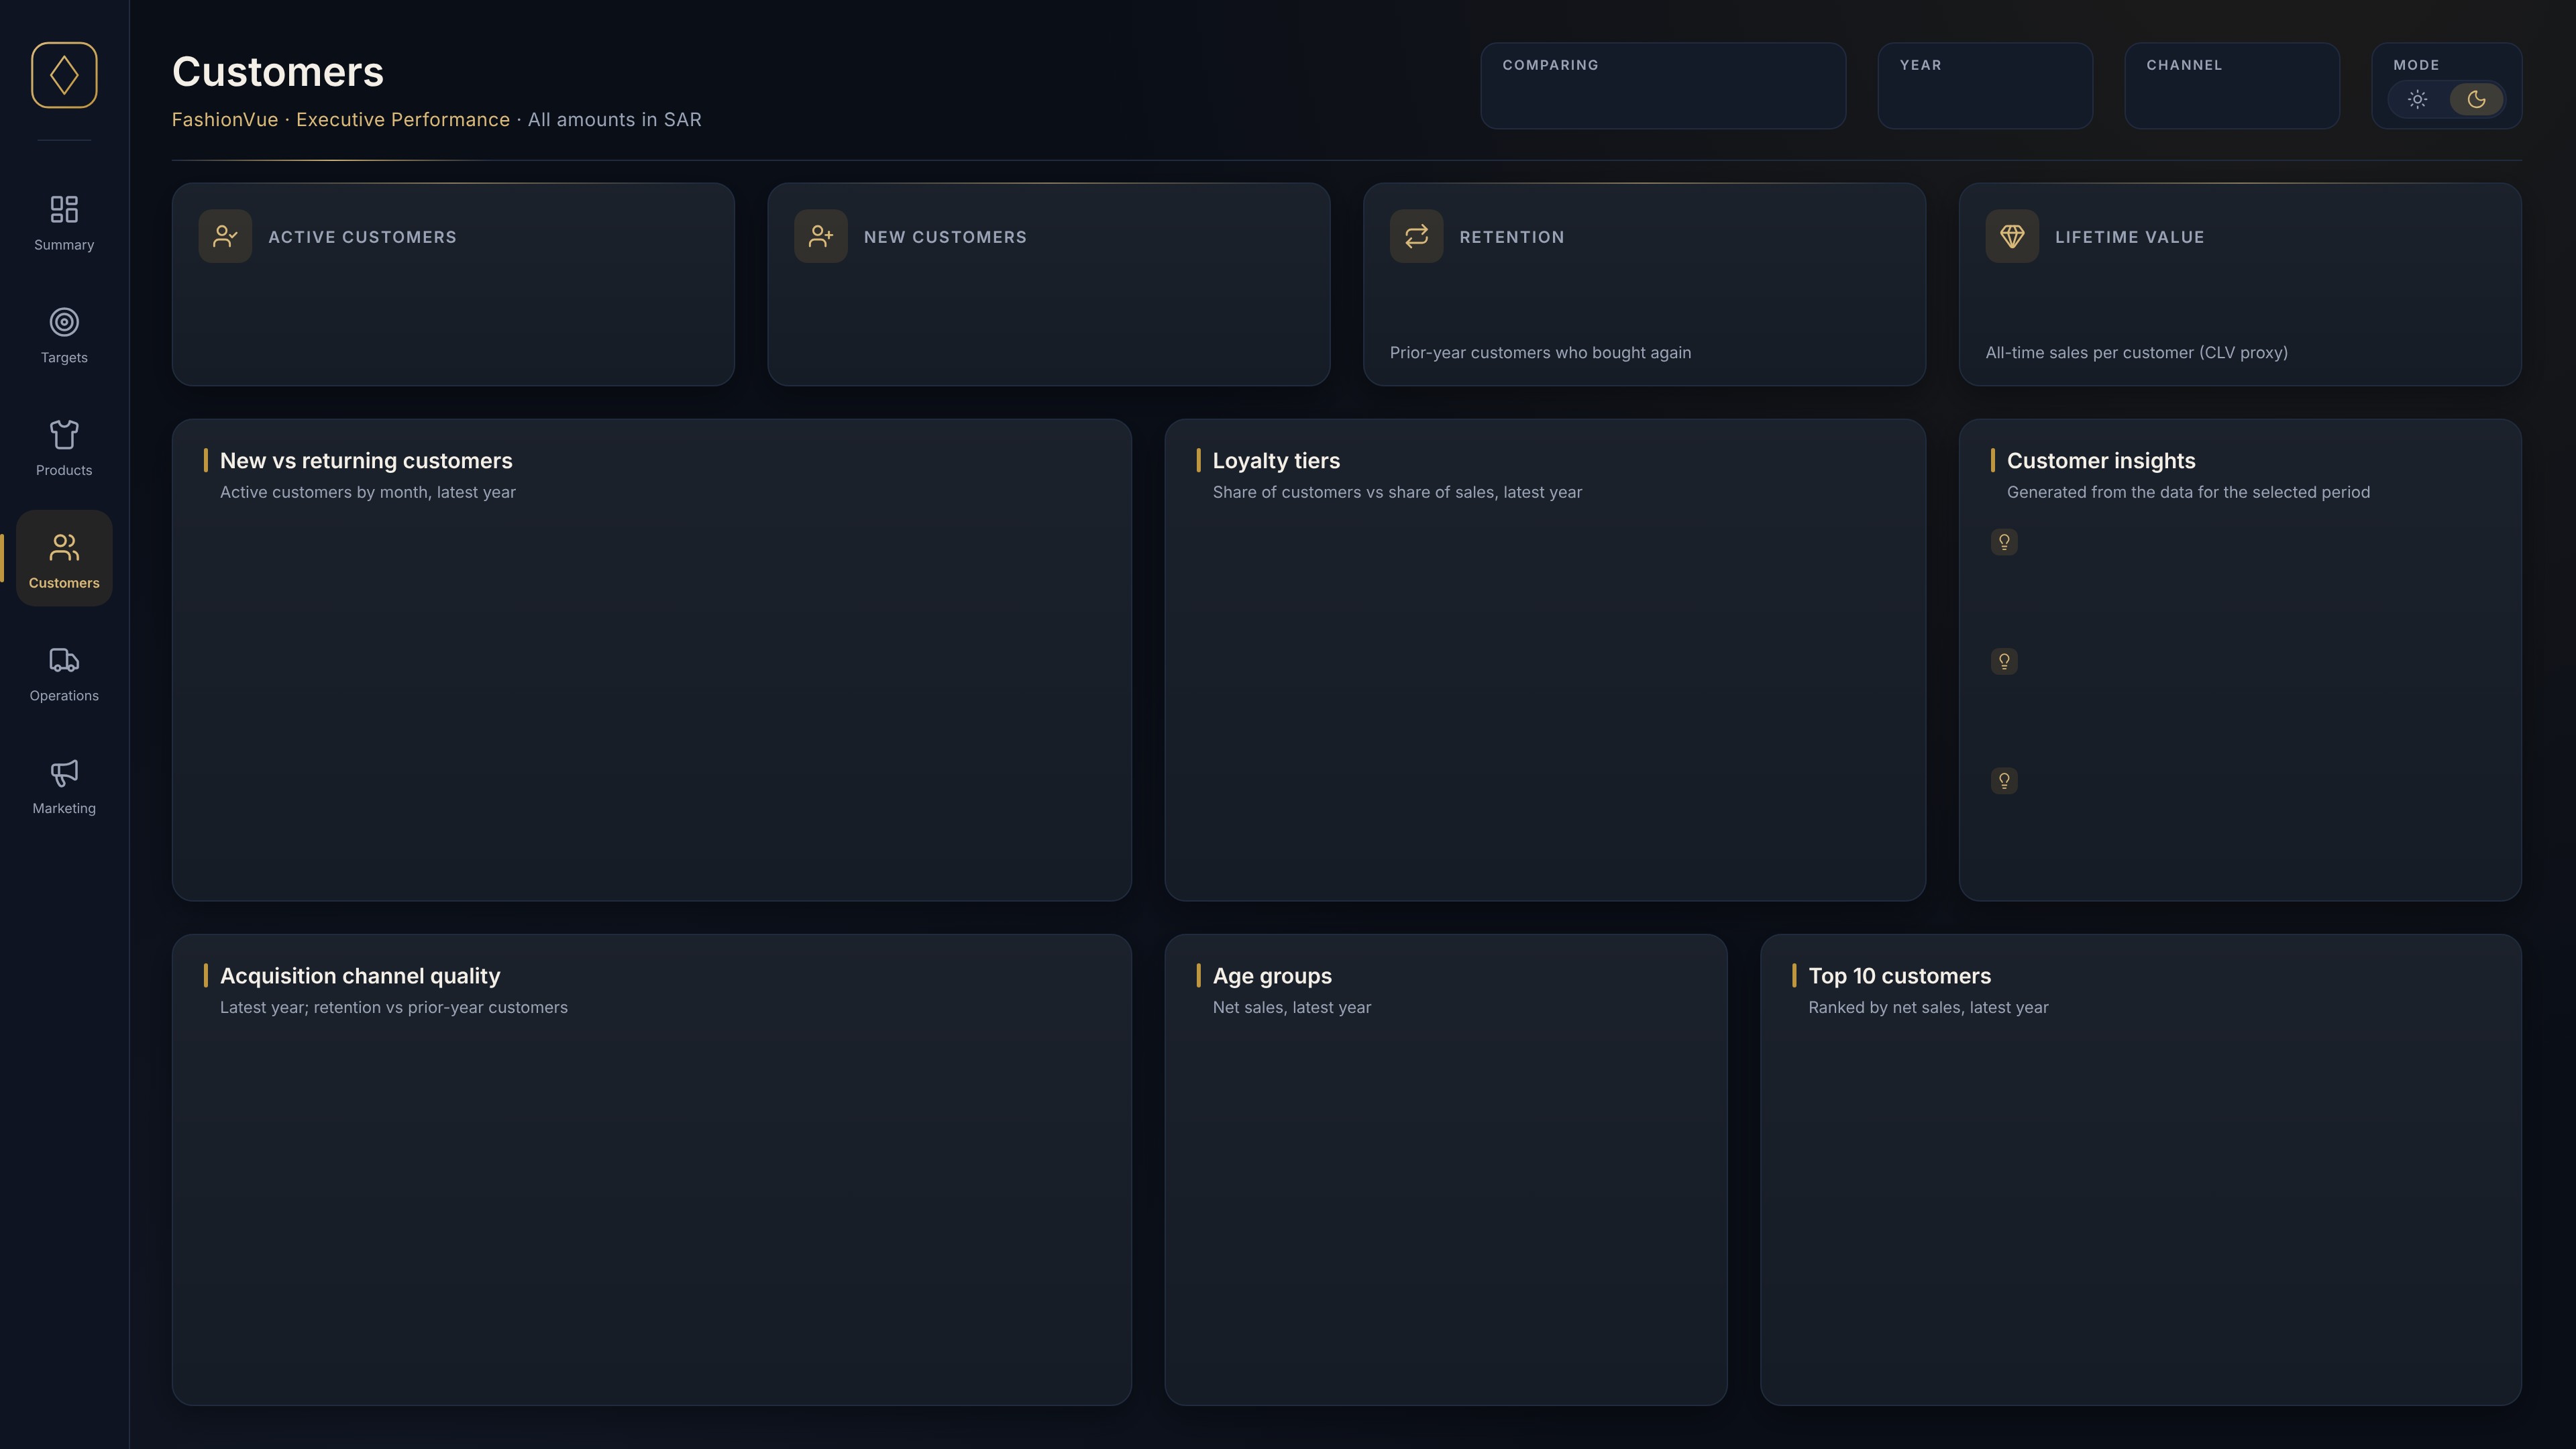 Customers
FashionVue · Executive Performance · All amounts in SAR
COMPARING
YEAR
CHANNEL
MODE
Summary
Targets
Products
Customers
Operations
Marketing
ACTIVE CUSTOMERS
NEW CUSTOMERS
RETENTION
Prior-year customers who bought again
LIFETIME VALUE
All-time sales per customer (CLV proxy)
New vs returning customers
Active customers by month, latest year
Loyalty tiers
Share of customers vs share of sales, latest year
Customer insights
Generated from the data for the selected period
Acquisition channel quality
Latest year; retention vs prior-year customers
Age groups
Net sales, latest year
Top 10 customers
Ranked by net sales, latest year